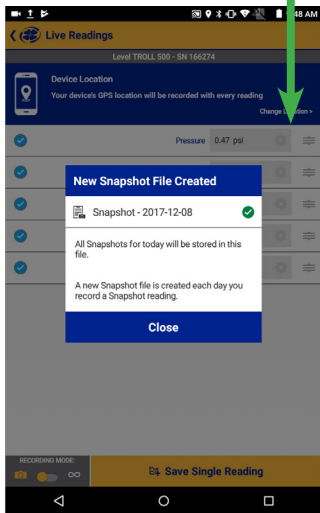 48 AM
Live Readings
Level TROLL 500 - SN 166274
Device Location
Your device's GPS location will be recorded with every reading
Change
>
Pressure 0.47 psi
New Snapshot File Created
Snapshot - 2017-12-08
All Snapshots for today will be stored in this
file.
A new Snapshot file is created each day you
record a Snapshot reading.
Close
RECORDING MODE:
Save Single Reading